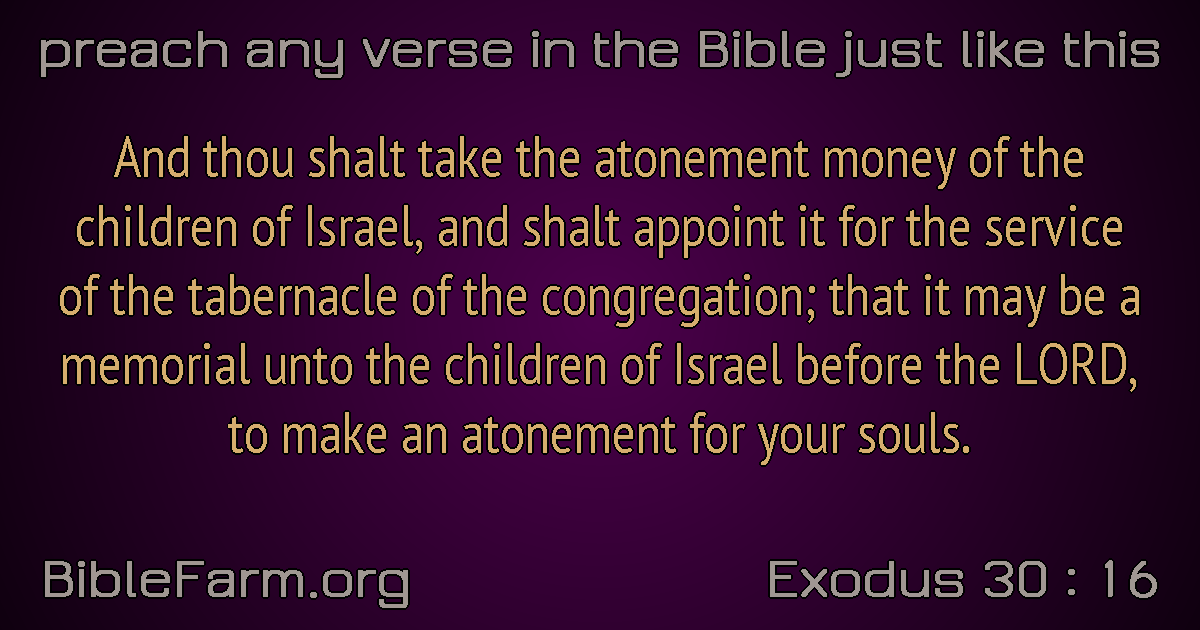 preach any verse in the Bible just like this
And thou shalt take the atonement money of the
children of Israel, and shalt appoint it for the service
of the tabernacle of the congregation; that it may be a
memorial unto the children of Israel before the LORD,
to make an atonement for your souls.
BibleFarm.org
Exodus 30 : 16